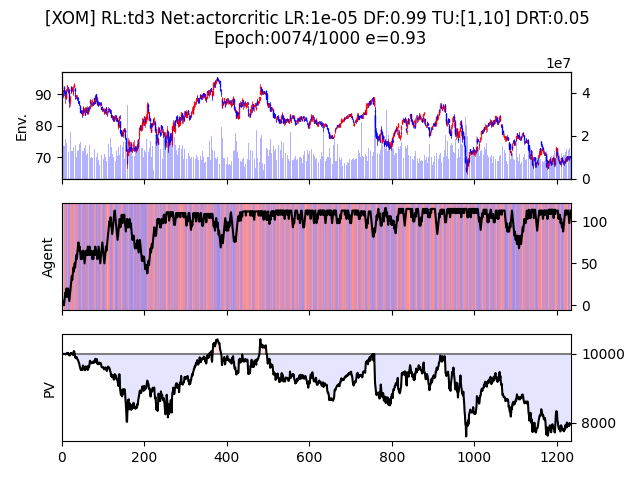 [XOM] RL:td3 Net:actorcritic LR:1e-05 DF:0.99 TU:[1,10] DRT:0.05
Epoch:0074/1000 e=0.93
1e7
Env.
90
80
70
4
2
0
Agent
100
50
0
PV
10000
8000
0 200 400 600 800 1000 1200